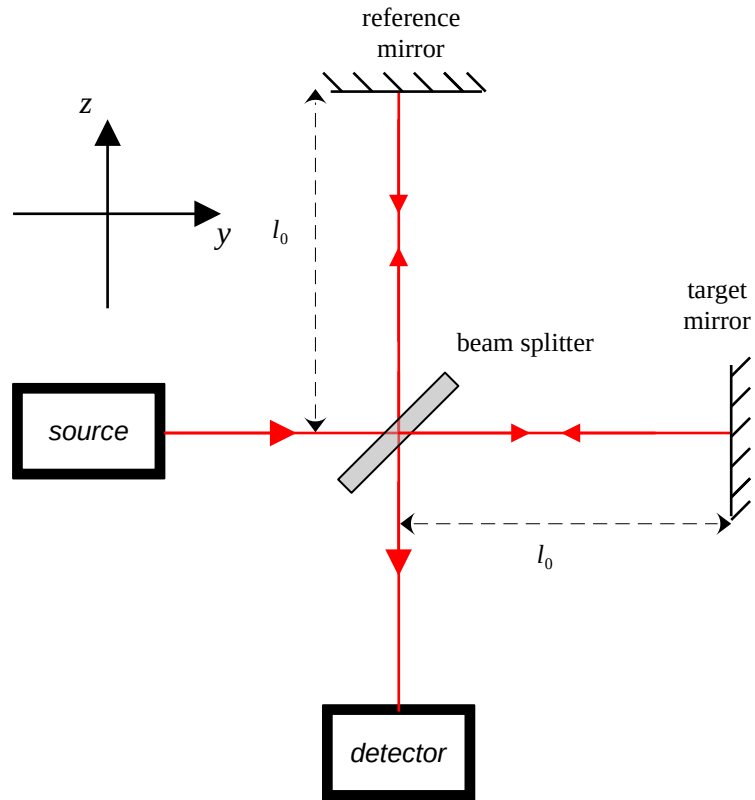 reference
mirror
z
l₀
y
target
mirror
beam splitter
source
l₀
detector